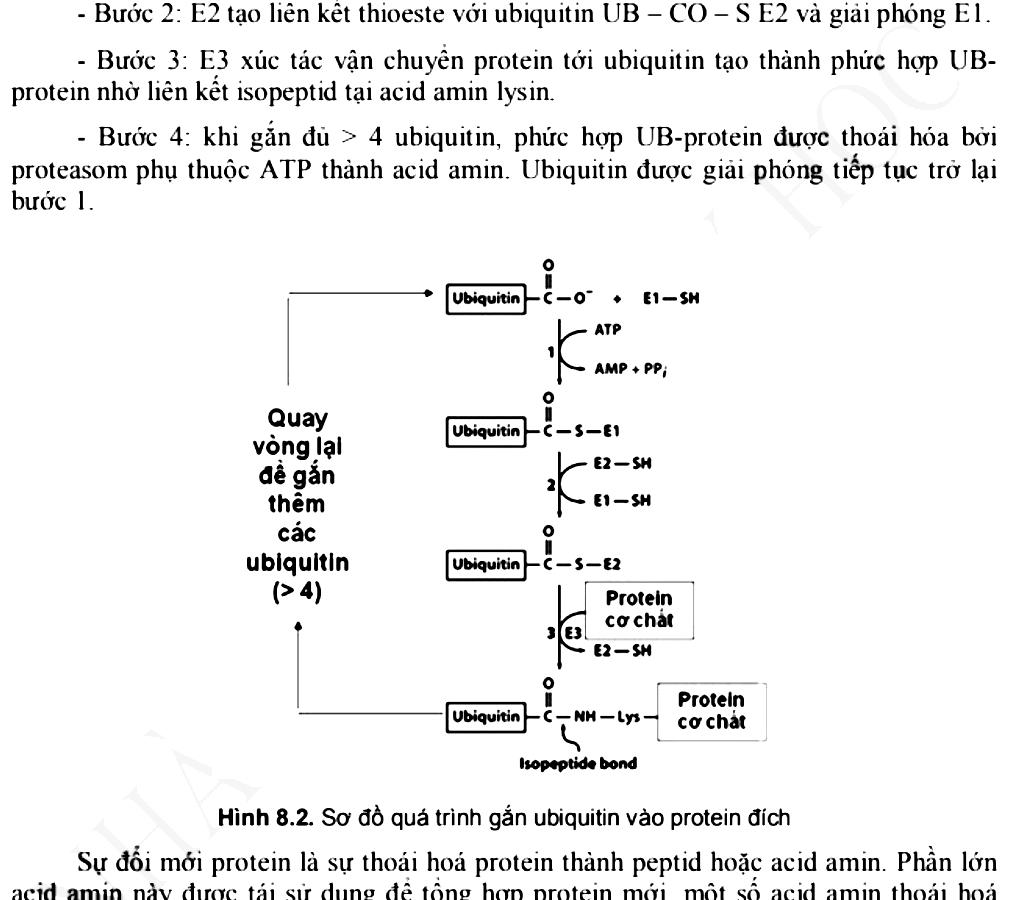 - Bước 2: E2 tạo liên kết thioeste với ubiquitin UB – CO – S E2 và giải phóng E1.
- Bước 3: E3 xúc tác vận chuyển protein tới ubiquitin tạo thành phức hợp UB-
protein nhờ liên kết isopeptid tại acid amin lysin.
- Bước 4: khi gắn đủ > 4 ubiquitin, phức hợp UB-protein được thoái hóa bởi
proteasom phụ thuộc ATP thành acid amin. Ubiquitin được giải phóng tiếp tục trở lại
bước 1.
O
Ubiquitin – C – O⁻ + E1 – SH
ATP
1
AMP + PPi
O
Ubiquitin – C – S – E1
E2 – SH
2
E1 – SH
O
Ubiquitin – C – S – E2
Protein
cơ chất
3 E3
E2 – SH
O
Ubiquitin – C – NH – Lys –
Protein
cơ chất
Isopeptide bond
Quay
vòng lại
để gắn
thêm
các
ubiquitin
(> 4)
Hình 8.2. Sơ đồ quá trình gắn ubiquitin vào protein đích
Sự đổi mới protein là sự thoái hoá protein thành peptid hoặc acid amin. Phần lớn
acid amin này được tái sử dụng để tổng hợp protein mới, một số acid amin thoái hoá
HỌC
NHÀ